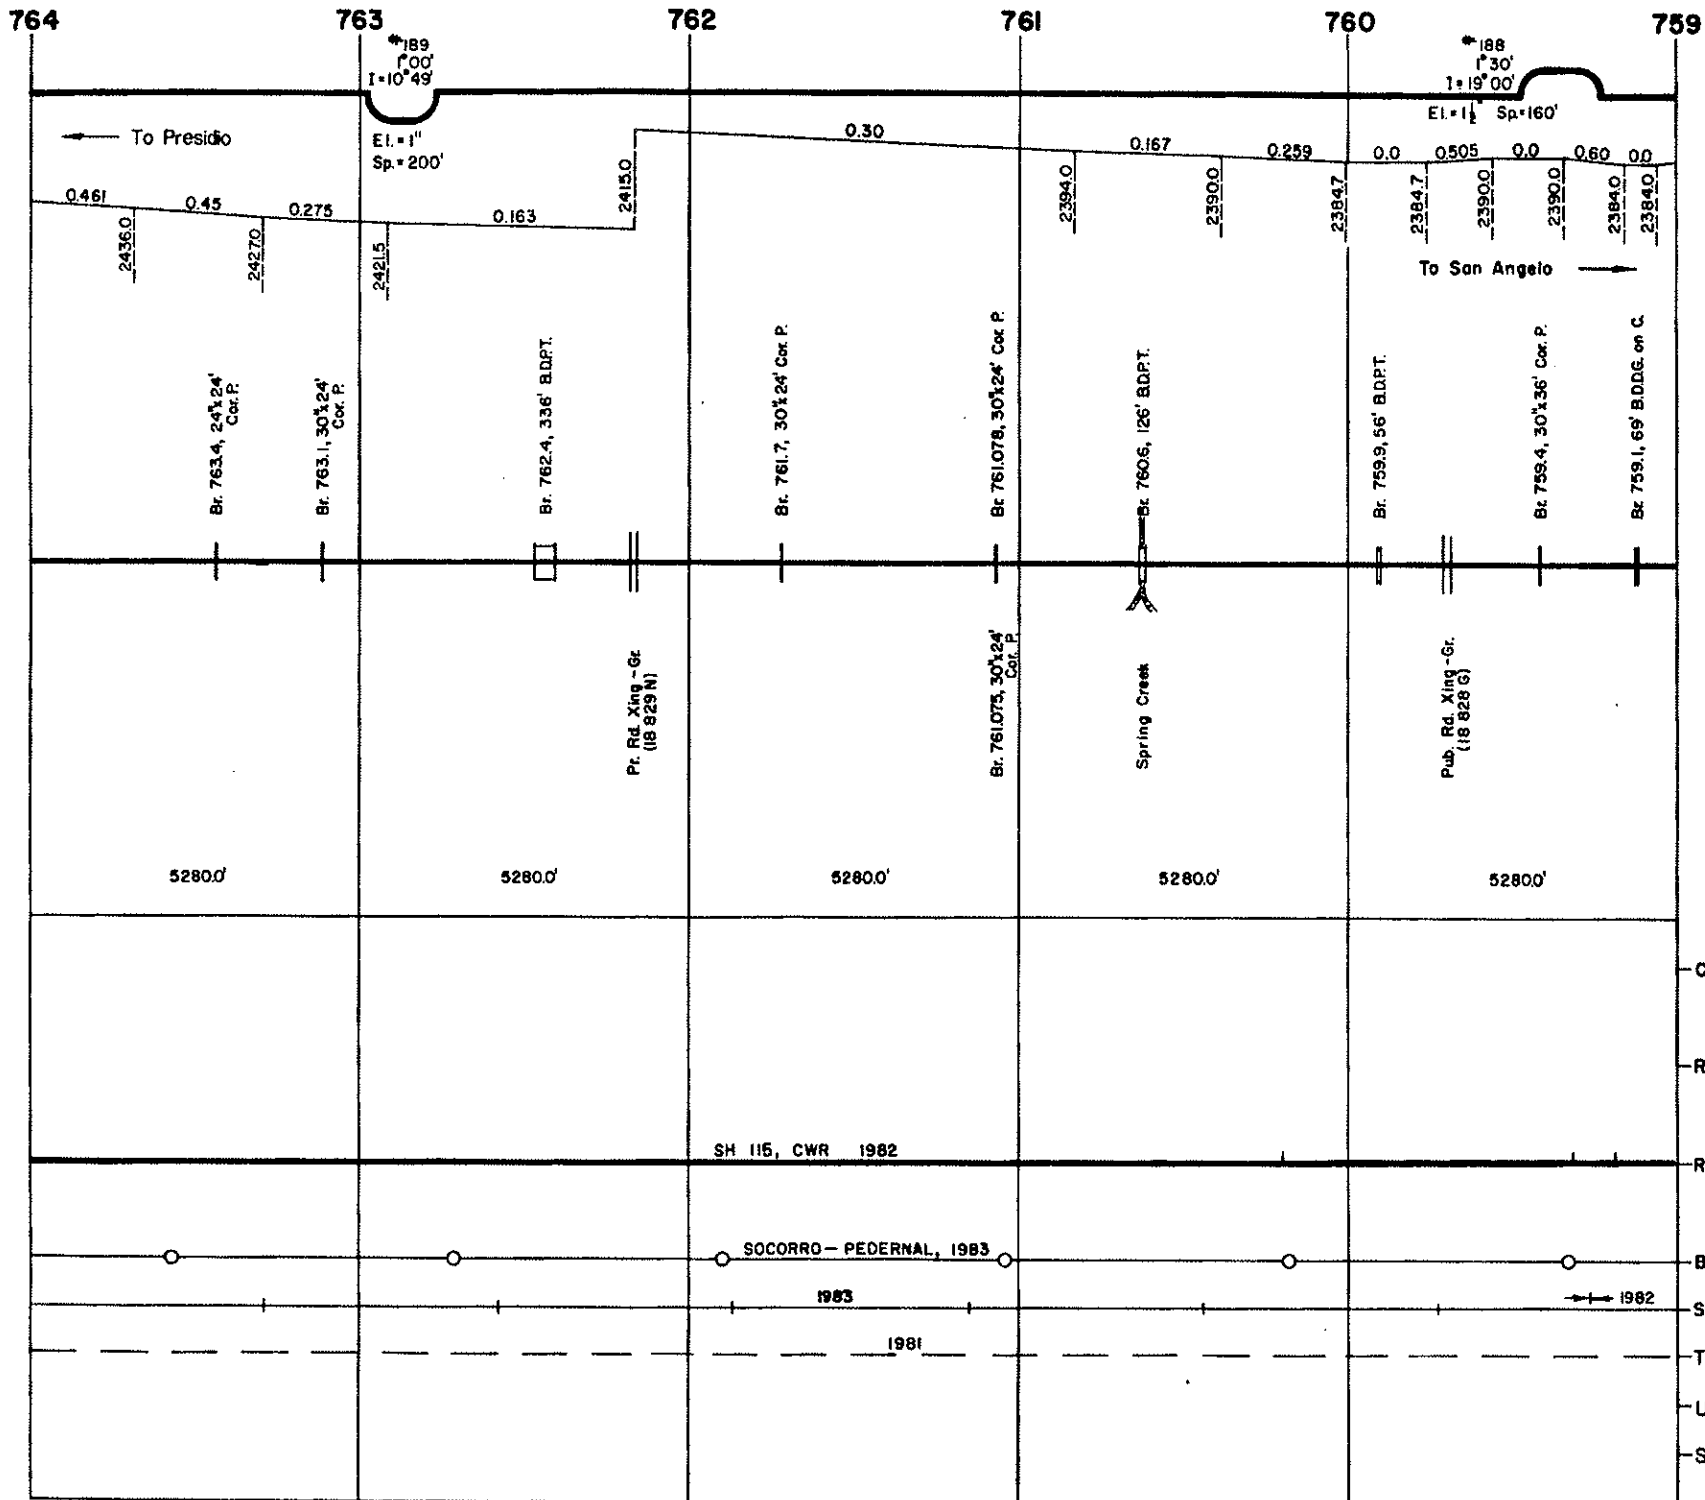 764 763 762 761 760 759
#189
1°00'
I=10°49'
#188
1°30'
I=19°00'
El.=1½" Sp.=160'
← To Presidio
El.=1"
Sp.=200'
0.30 0.167 0.259 0.0 0.505 0.0 0.60 0.0
0.461 0.45 0.275 0.163
2436.0
2427.0
2421.5
2415.0
2394.0
2390.0
2384.7
2384.7
2390.0
2390.0
2384.0
2384.0
To San Angelo →
Br. 763.4, 24"x24'
Cor. P.
Br. 763.1, 30"x24'
Cor. P.
Br. 762.4, 336' B.D.P.T.
Br. 761.7, 30"x24' Cor. P.
Br. 761.078, 30"x24' Cor. P.
Br. 760.6, 126' B.D.P.T.
Br. 759.9, 56' B.D.P.T.
Br. 759.4, 30"x36' Cor. P.
Br. 759.1, 69' B.D.D.G. on C.
Pr. Rd. Xing-Gr.
(18 829 N)
Br. 761.075, 30"x24'
Cor. P.
Spring Creek
Pub. Rd. Xing-Gr.
(18 828 G)
5280.0' 5280.0' 5280.0' 5280.0' 5280.0'
C
R
SH 115, CWR 1982
R
SOCORRO-PEDERNAL, 1983
B
1983
1982
S
1981
T
U
S